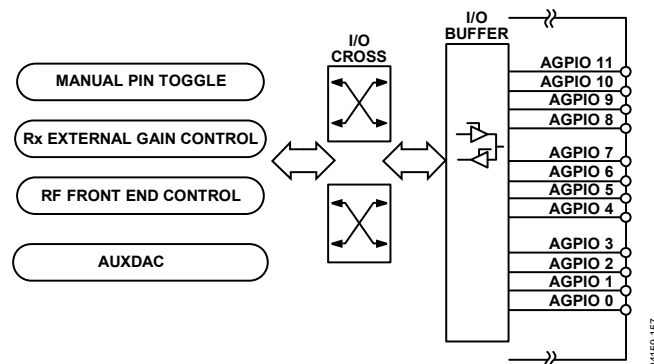 I/O
BUFFER
I/O
CROSS
MANUAL PIN TOGGLE
Rx EXTERNAL GAIN CONTROL
RF FRONT END CONTROL
AUXDAC
AGPIO 11
AGPIO 10
AGPIO 9
AGPIO 8
AGPIO 7
AGPIO 6
AGPIO 5
AGPIO 4
AGPIO 3
AGPIO 2
AGPIO 1
AGPIO 0